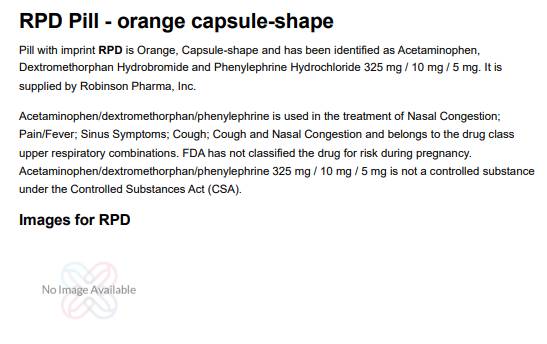 RPD Pill - orange capsule-shape
Pill with imprint RPD is Orange, Capsule-shape and has been identified as Acetaminophen,
Dextromethorphan Hydrobromide and Phenylephrine Hydrochloride 325 mg / 10 mg / 5 mg. It is
supplied by Robinson Pharma, Inc.
Acetaminophen/dextromethorphan/phenylephrine is used in the treatment of Nasal Congestion;
Pain/Fever; Sinus Symptoms; Cough; Cough and Nasal Congestion and belongs to the drug class
upper respiratory combinations. FDA has not classified the drug for risk during pregnancy.
Acetaminophen/dextromethorphan/phenylephrine 325 mg / 10 mg / 5 mg is not a controlled substance
under the Controlled Substances Act (CSA).
Images for RPD
No Image Available